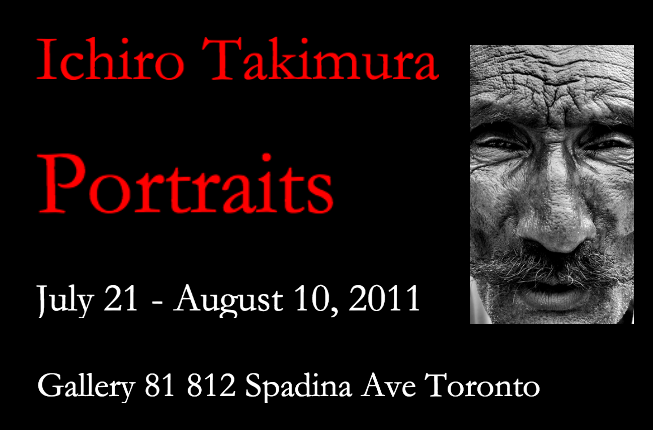 Ichiro Takimura
Portraits
July 21 - August 10, 2011
Gallery 81 812 Spadina Ave Toronto